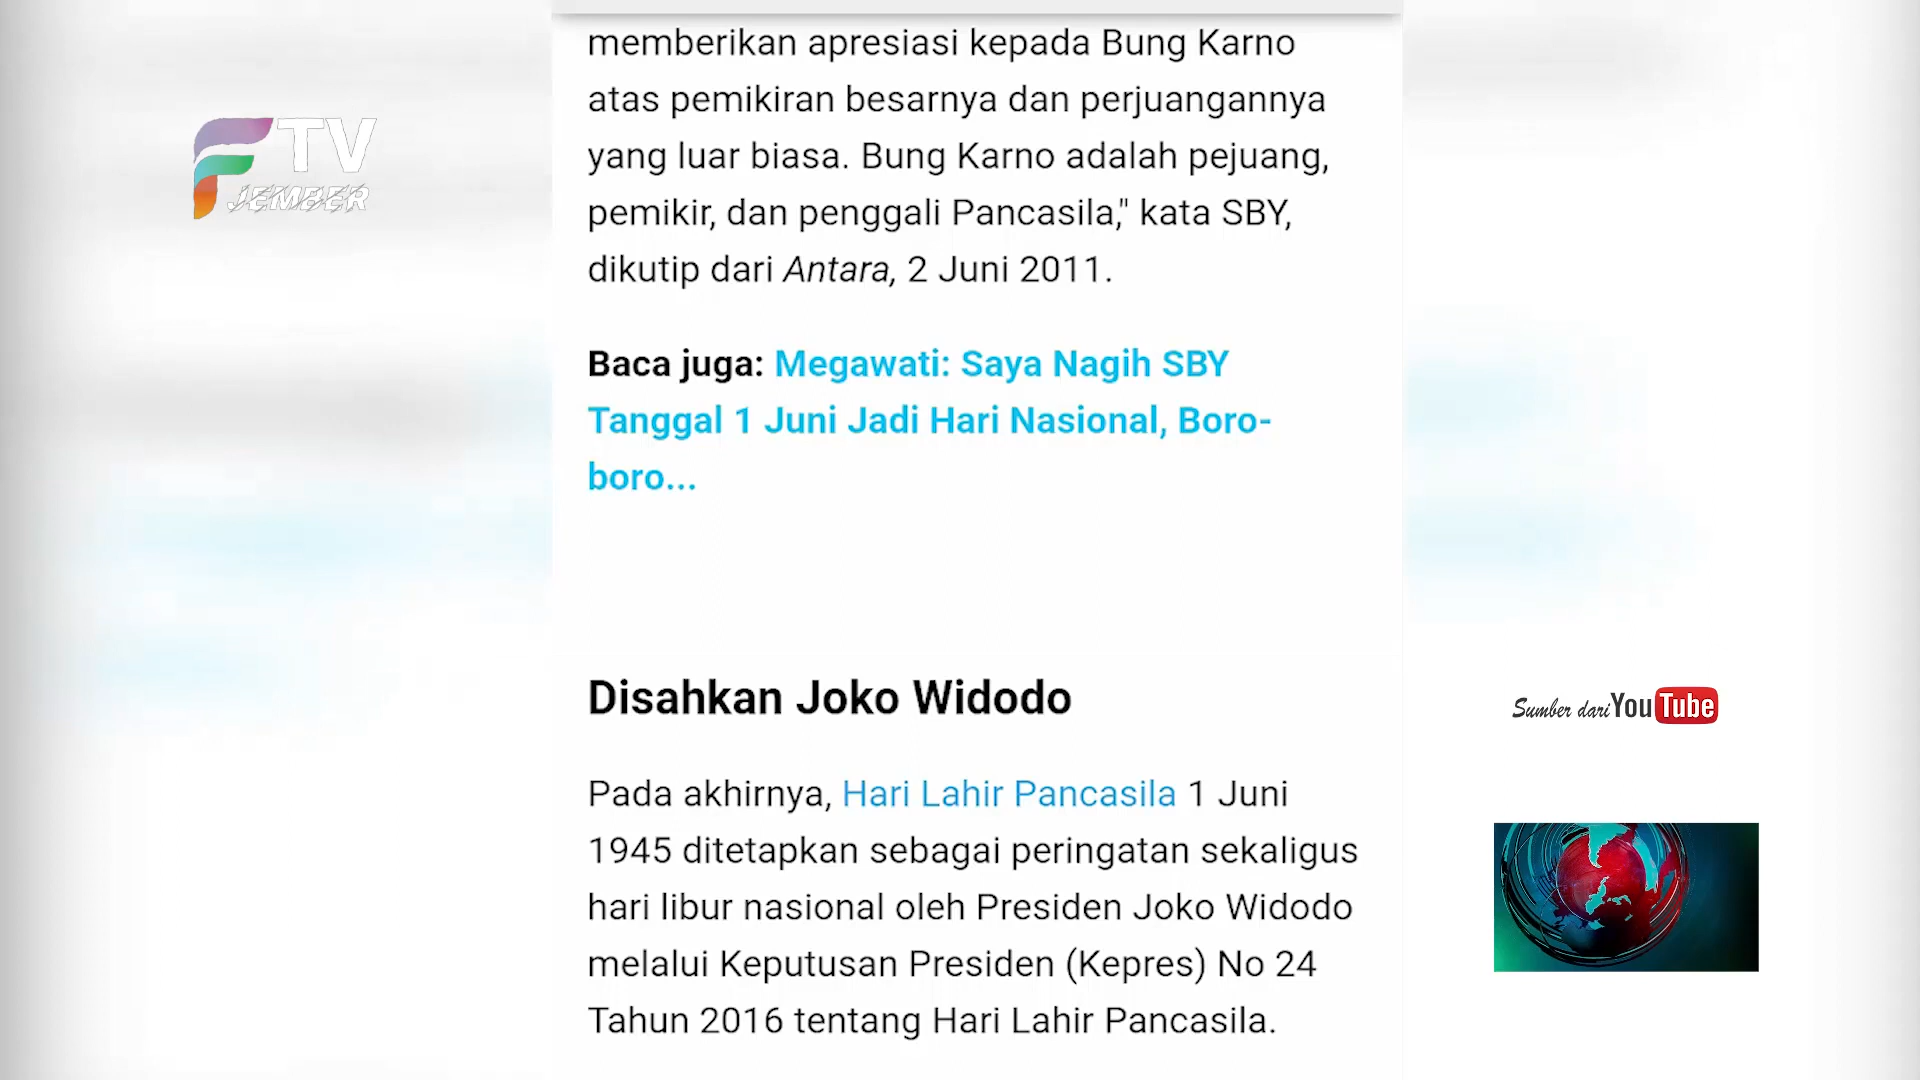 memberikan apresiasi kepada Bung Karno
atas pemikiran besarnya dan perjuangannya
yang luar biasa. Bung Karno adalah pejuang,
pemikir, dan penggali Pancasila," kata SBY,
dikutip dari Antara, 2 Juni 2011.
Baca juga: Megawati: Saya Nagih SBY
Tanggal 1 Juni Jadi Hari Nasional, Boro-
boro...
Disahkan Joko Widodo
Pada akhirnya, Hari Lahir Pancasila 1 Juni
1945 ditetapkan sebagai peringatan sekaligus
hari libur nasional oleh Presiden Joko Widodo
melalui Keputusan Presiden (Kepres) No 24
Tahun 2016 tentang Hari Lahir Pancasila.
FTV
JEMBER
Sumber dari YouTube